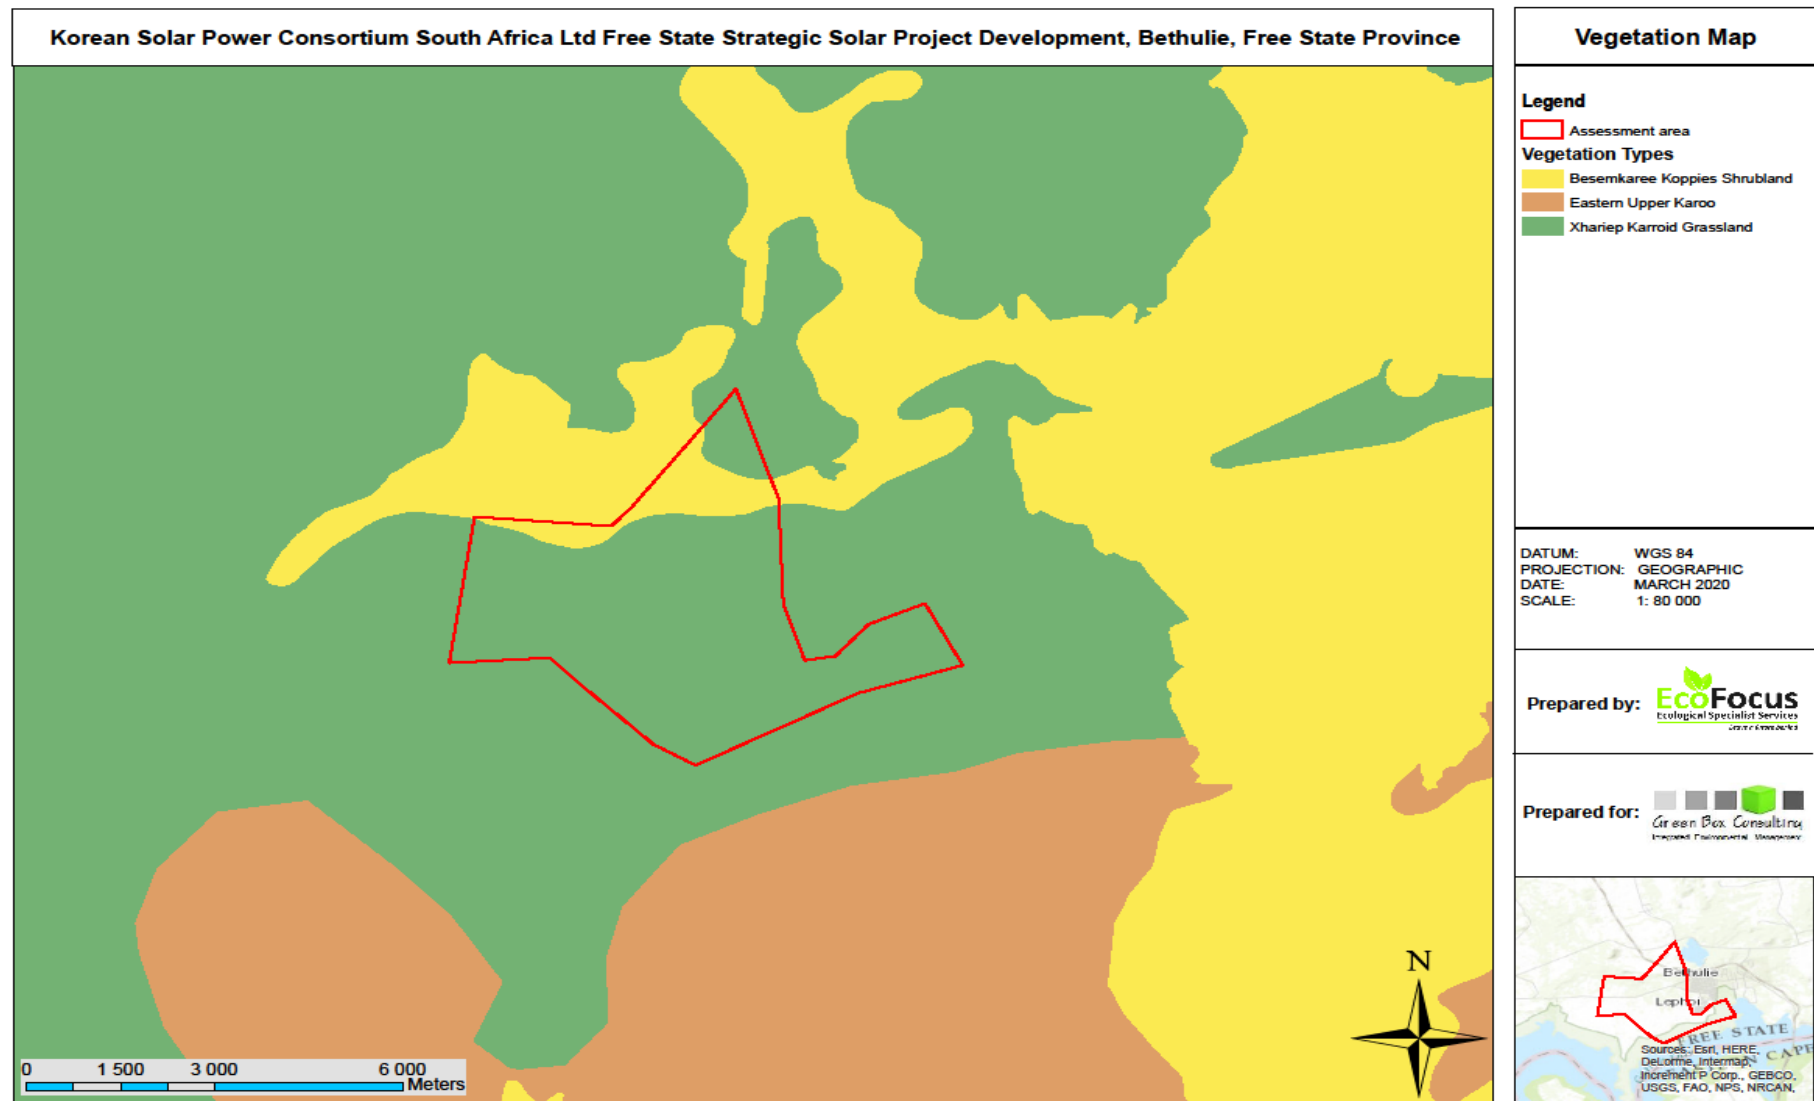 Korean Solar Power Consortium South Africa Ltd Free State Strategic Solar Project Development, Bethulie, Free State Province
Vegetation Map
Legend
Assessment area
Vegetation Types
Besemkaree Koppies Shrubland
Eastern Upper Karoo
Xhariep Karroid Grassland
DATUM: WGS 84
PROJECTION: GEOGRAPHIC
DATE: MARCH 2020
SCALE: 1: 80 000
Prepared by:
EcoFocus
Ecological Specialist Services
Prepared for:
Green Box Consulting
Integrated Environmental Management
N
0 1 500 3 000 6 000
Meters
Bethulie
FREE STATE
CAPE
Sources: Esri, HERE,
DeLorme, Intermap,
Increment P Corp., GEBCO,
USGS, FAO, NPS, NRCAN,